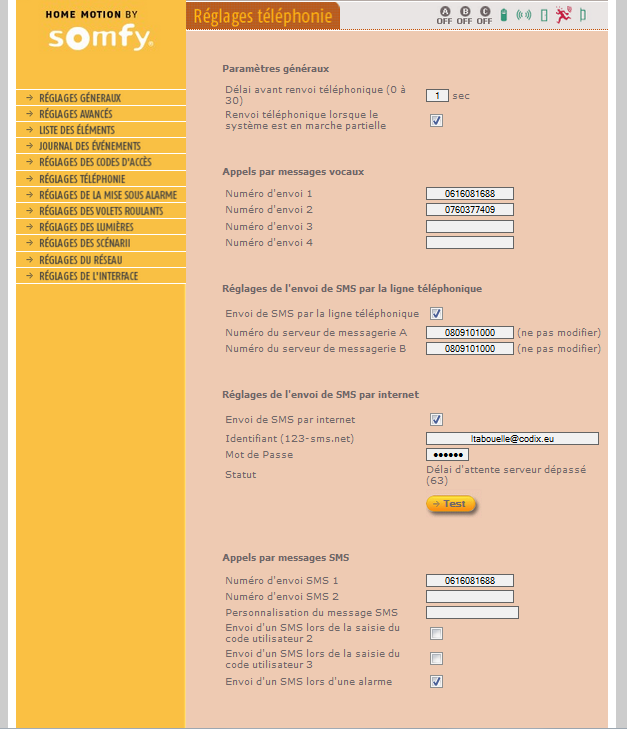 HOME MOTION BY
somfy.
Réglages téléphonie
A B C
OFF OFF OFF
→ RÉGLAGES GÉNERAUX
→ RÉGLAGES AVANCÉS
→ LISTE DES ÉLÉMENTS
→ JOURNAL DES ÉVÉNEMENTS
→ RÉGLAGES DES CODES D'ACCÈS
→ RÉGLAGES TÉLÉPHONIE
→ RÉGLAGES DE LA MISE SOUS ALARME
→ RÉGLAGES DES VOLETS ROULANTS
→ RÉGLAGES DES LUMIÈRES
→ RÉGLAGES DES SCÉNARII
→ RÉGLAGES DU RÉSEAU
→ RÉGLAGES DE L'INTERFACE
Paramètres généraux
Délai avant renvoi téléphonique (0 à
30) 1 sec
Renvoi téléphonique lorsque le
système est en marche partielle
Appels par messages vocaux
Numéro d'envoi 1 0616081688
Numéro d'envoi 2 0760377409
Numéro d'envoi 3
Numéro d'envoi 4
Réglages de l'envoi de SMS par la ligne téléphonique
Envoi de SMS par la ligne téléphonique
Numéro du serveur de messagerie A 0809101000 (ne pas modifier)
Numéro du serveur de messagerie B 0809101000 (ne pas modifier)
Réglages de l'envoi de SMS par internet
Envoi de SMS par internet
Identifiant (123-sms.net) ltabouelle@codix.eu
Mot de Passe ••••••
Statut Délai d'attente serveur dépassé
(63)
→ Test
Appels par messages SMS
Numéro d'envoi SMS 1 0616081688
Numéro d'envoi SMS 2
Personnalisation du message SMS
Envoi d'un SMS lors de la saisie du
code utilisateur 2
Envoi d'un SMS lors de la saisie du
code utilisateur 3
Envoi d'un SMS lors d'une alarme